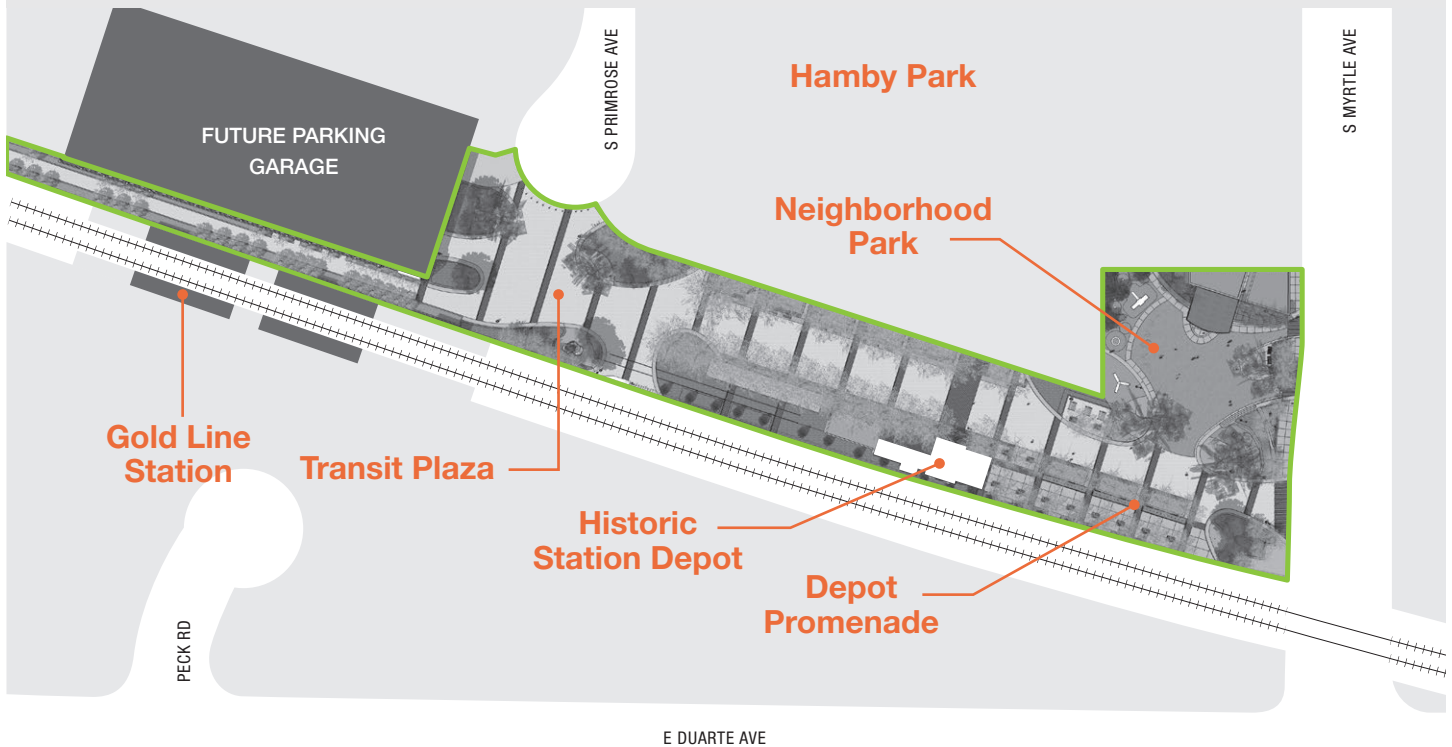 S PRIMROSE AVE
S MYRTLE AVE
Hamby Park
FUTURE PARKING
GARAGE
Neighborhood
Park
Gold Line
Station
Transit Plaza
Historic
Station Depot
Depot
Promenade
PECK RD
E DUARTE AVE